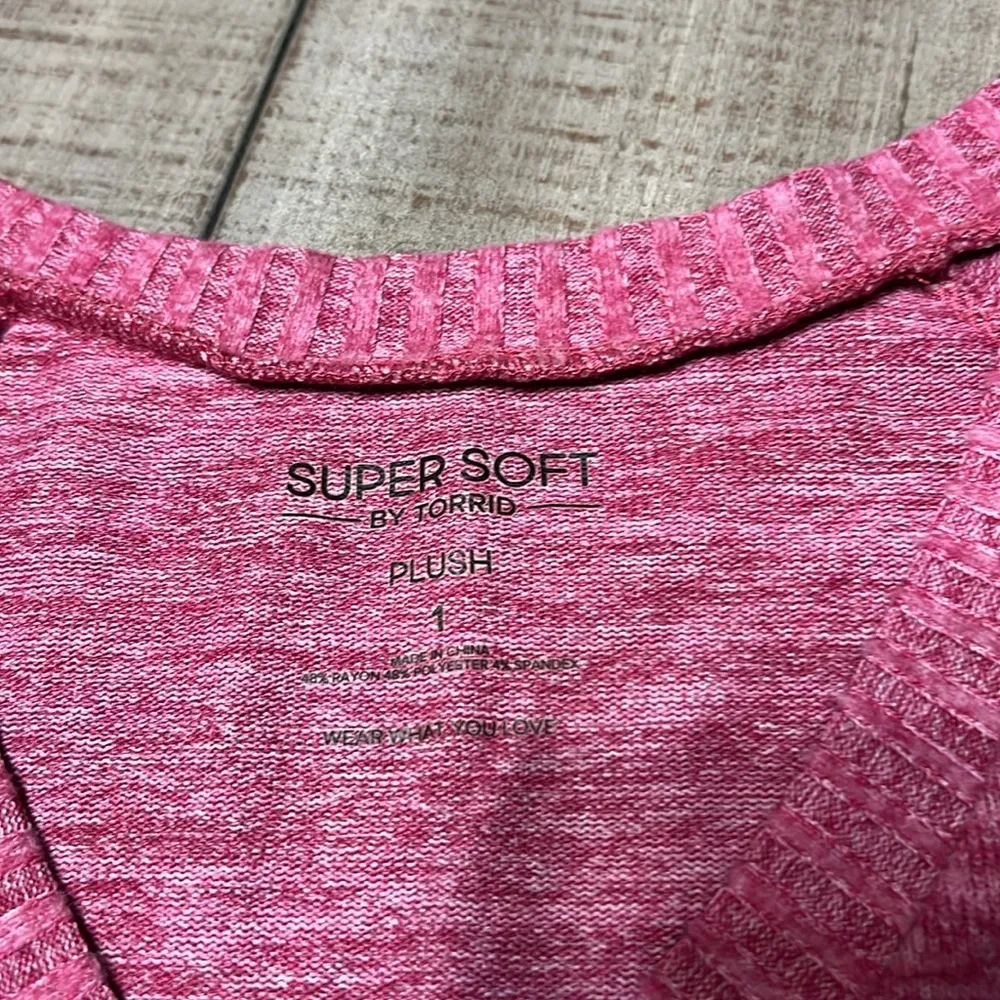 SUPER SOFT
BY TORRID
PLUSH
1
MADE IN CHINA
48% RAYON 48% POLYESTER 4% SPANDEX
WEAR WHAT YOU LOVE